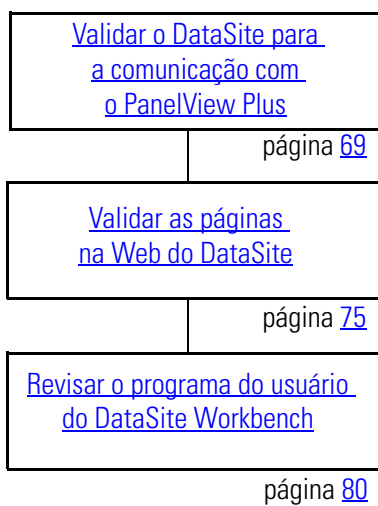 Validar o DataSite para
a comunicação com
o PanelView Plus
página 69
Validar as páginas
na Web do DataSite
página 75
Revisar o programa do usuário
do DataSite Workbench
página 80